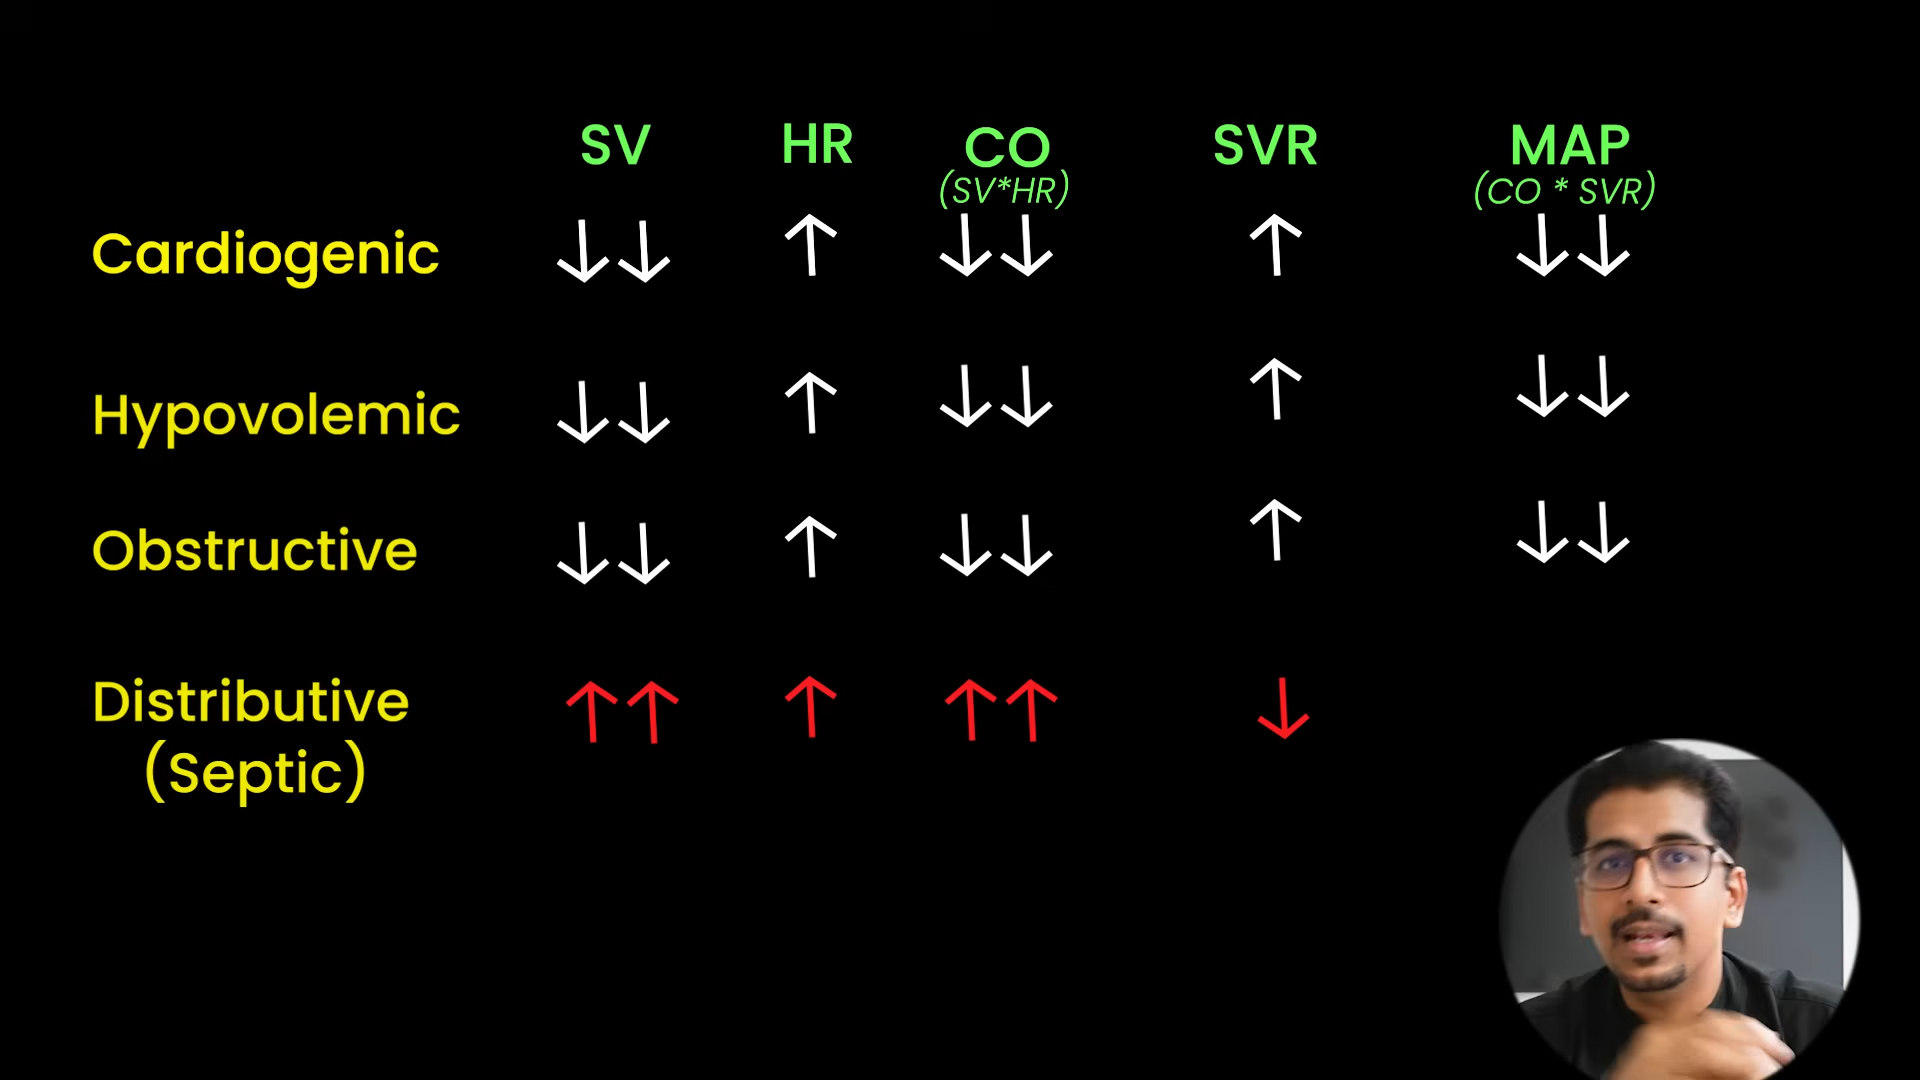 SV HR CO SVR MAP
(SV*HR) (CO * SVR)
Cardiogenic ↓↓ ↑ ↓↓ ↑ ↓↓
Hypovolemic ↓↓ ↑ ↓↓ ↑ ↓↓
Obstructive ↓↓ ↑ ↓↓ ↑ ↓↓
Distributive ↑↑ ↑ ↑↑ ↓
(Septic)